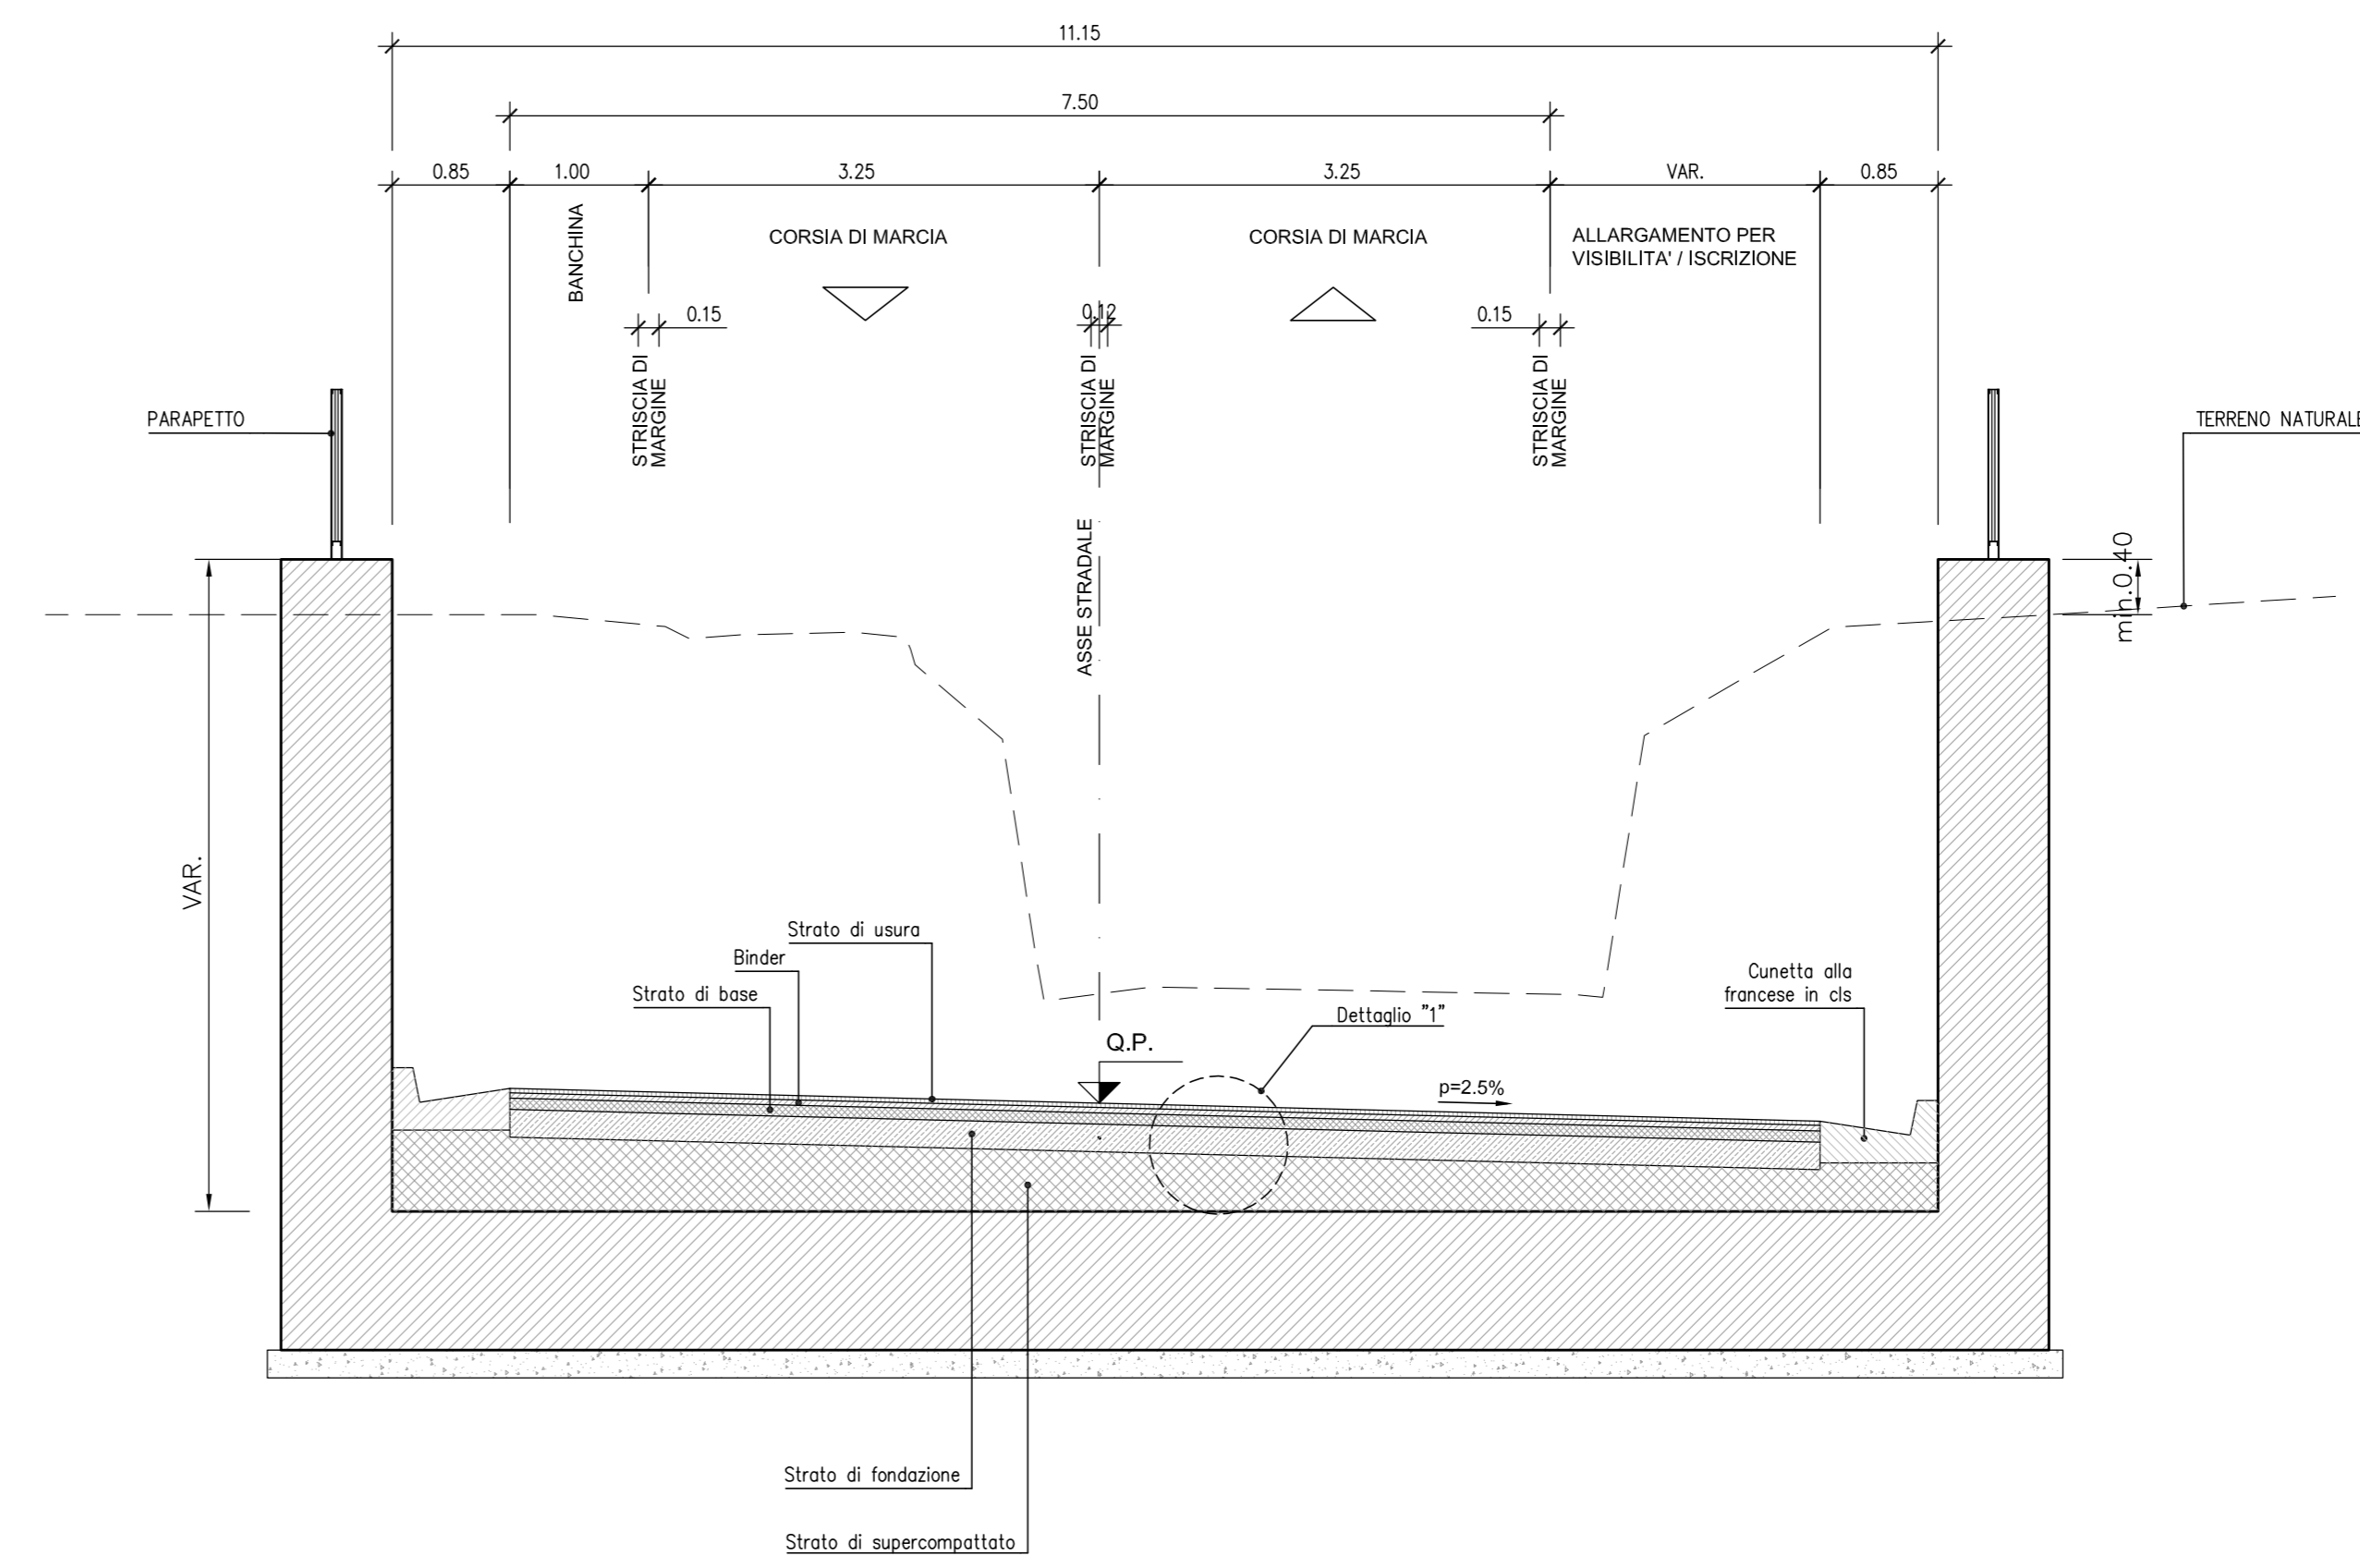 11.15
7.50
0.85
1.00
3.25
3.25
VAR.
0.85
BANCHINA
CORSIA DI MARCIA
CORSIA DI MARCIA
ALLARGAMENTO PER
VISIBILITA' / ISCRIZIONE
0.15
0.12
0.15
STRISCIA DI
MARGINE
STRISCIA DI
MARGINE
STRISCIA DI
MARGINE
PARAPETTO
TERRENO NATURALE
min.0.40
ASSE STRADALE
VAR.
Strato di usura
Binder
Strato di base
Cunetta alla
francese in cls
Dettaglio "1"
Q.P.
p=2.5%
Strato di fondazione
Strato di supercompattato